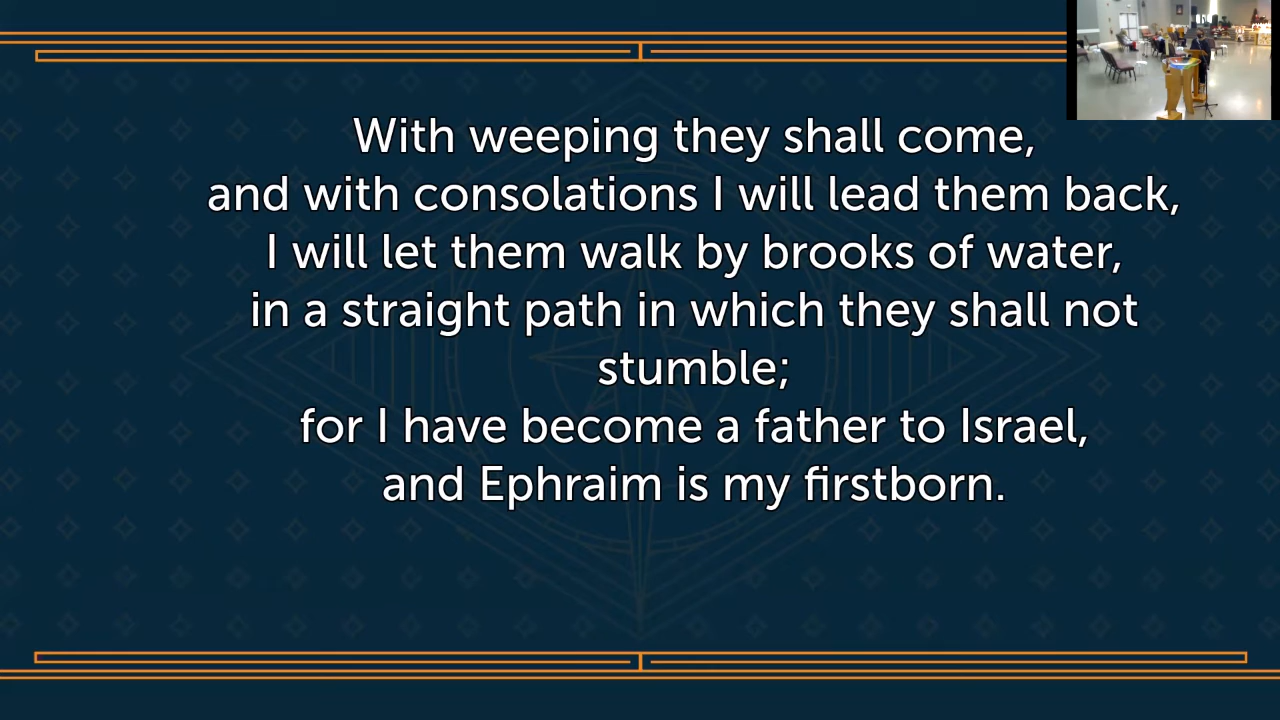 With weeping they shall come,
and with consolations I will lead them back,
I will let them walk by brooks of water,
in a straight path in which they shall not
stumble;
for I have become a father to Israel,
and Ephraim is my firstborn.